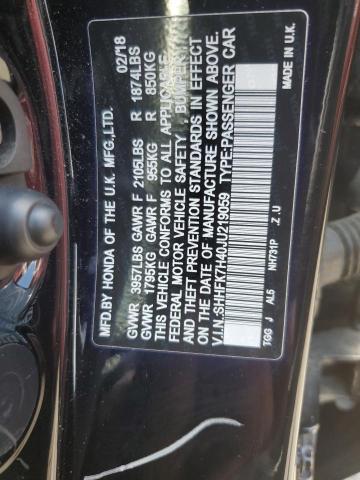 MFD.BY HONDA OF THE U.K. MFG.,LTD. 02/18
GVWR 3957LBS GAWR F 2105LBS R 1874LBS
GVWR 1795KG GAWR F 955KG R 850KG
THIS VEHICLE CONFORMS TO ALL APPLICABLE
FEDERAL MOTOR VEHICLE SAFETY , BUMPER ,
AND THEFT PREVENTION STANDARDS IN EFFECT
ON THE DATE OF MANUFACTURE SHOWN ABOVE.
V.I.N.:SHHFK7H40JU219059 TYPE:PASSENGER CAR
TGG J AL5 NH731P .Z .U MADE IN U.K.